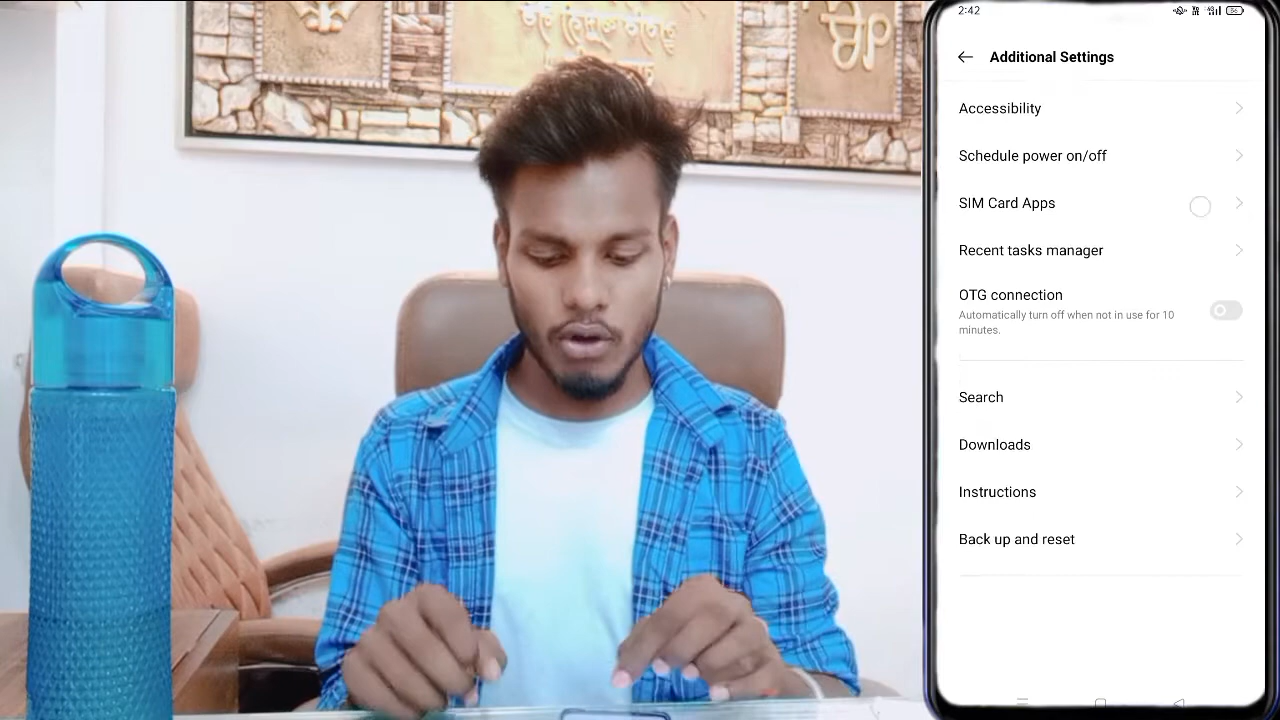 2:42
Additional Settings
Accessibility
Schedule power on/off
SIM Card Apps
Recent tasks manager
OTG connection
Automatically turn off when not in use for 10
minutes.
Search
Downloads
Instructions
Back up and reset